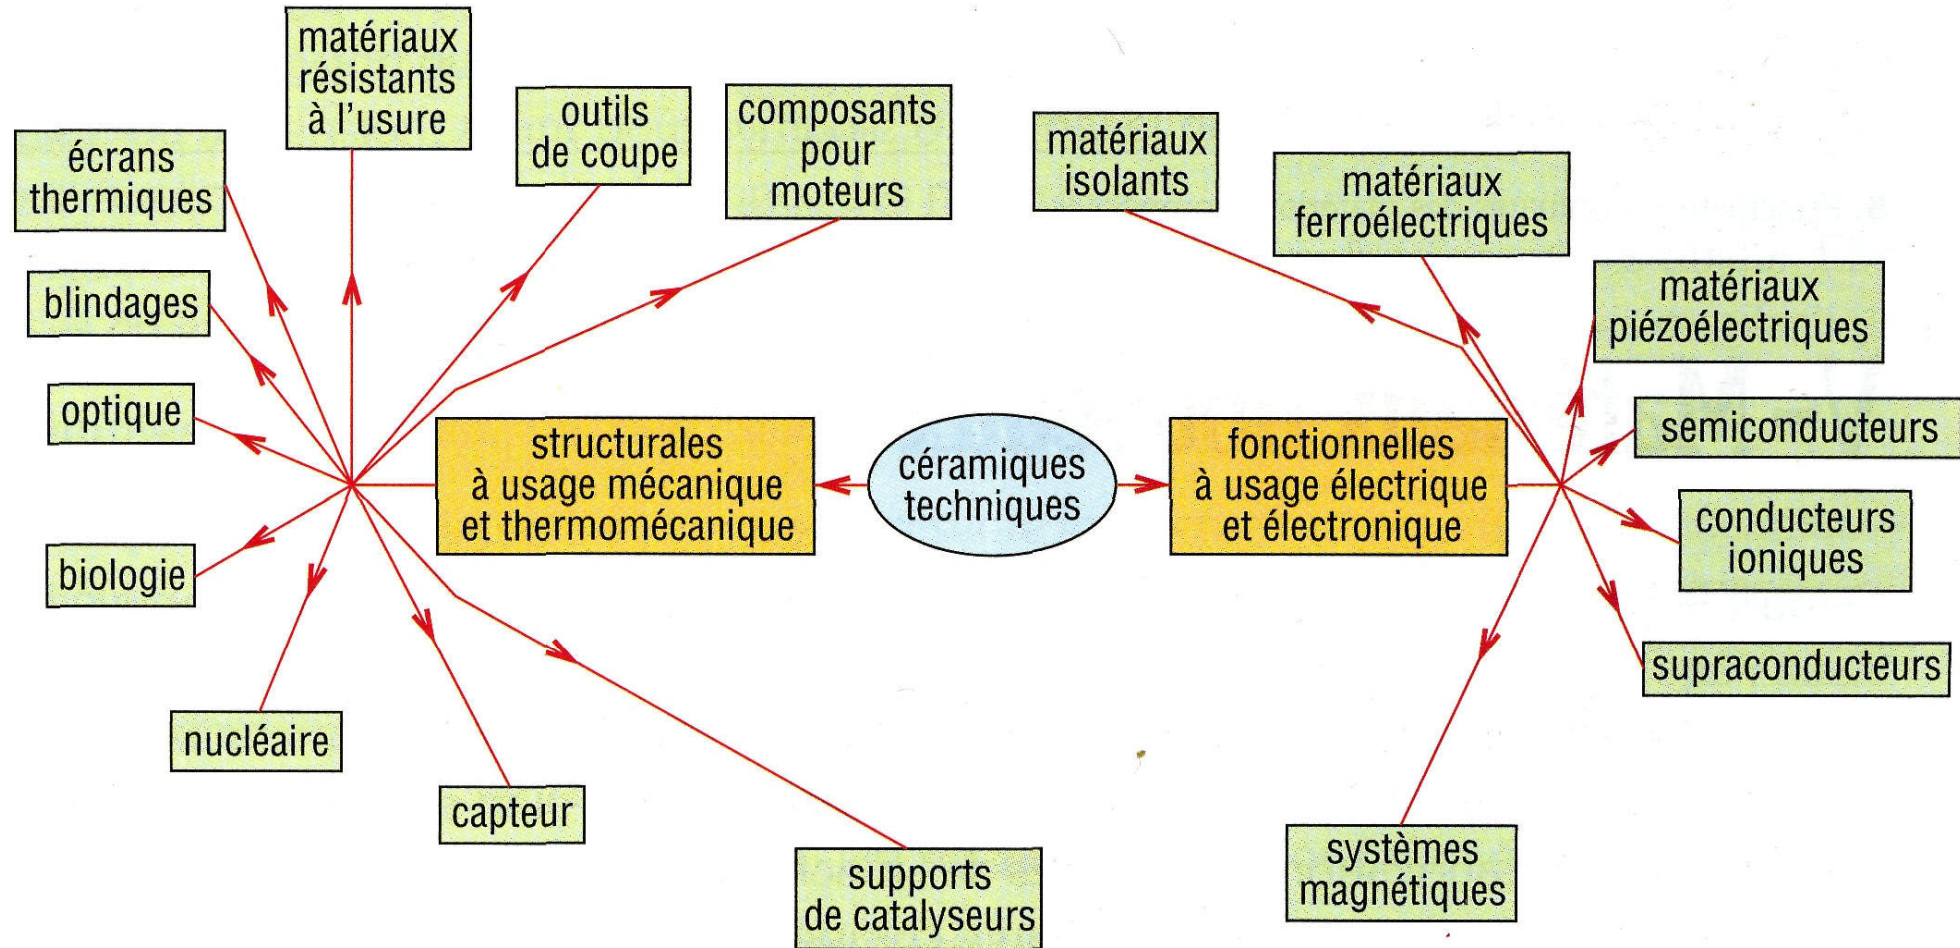 matériaux
résistants
à l'usure
outils
de coupe
composants
pour
moteurs
écrans
thermiques
blindages
optique
biologie
nucléaire
capteur
supports
de catalyseurs
structurales
à usage mécanique
et thermomécanique
céramiques
techniques
fonctionnelles
à usage électrique
et électronique
matériaux
isolants
matériaux
ferroélectriques
matériaux
piézoélectriques
semiconducteurs
conducteurs
ioniques
supraconducteurs
systèmes
magnétiques